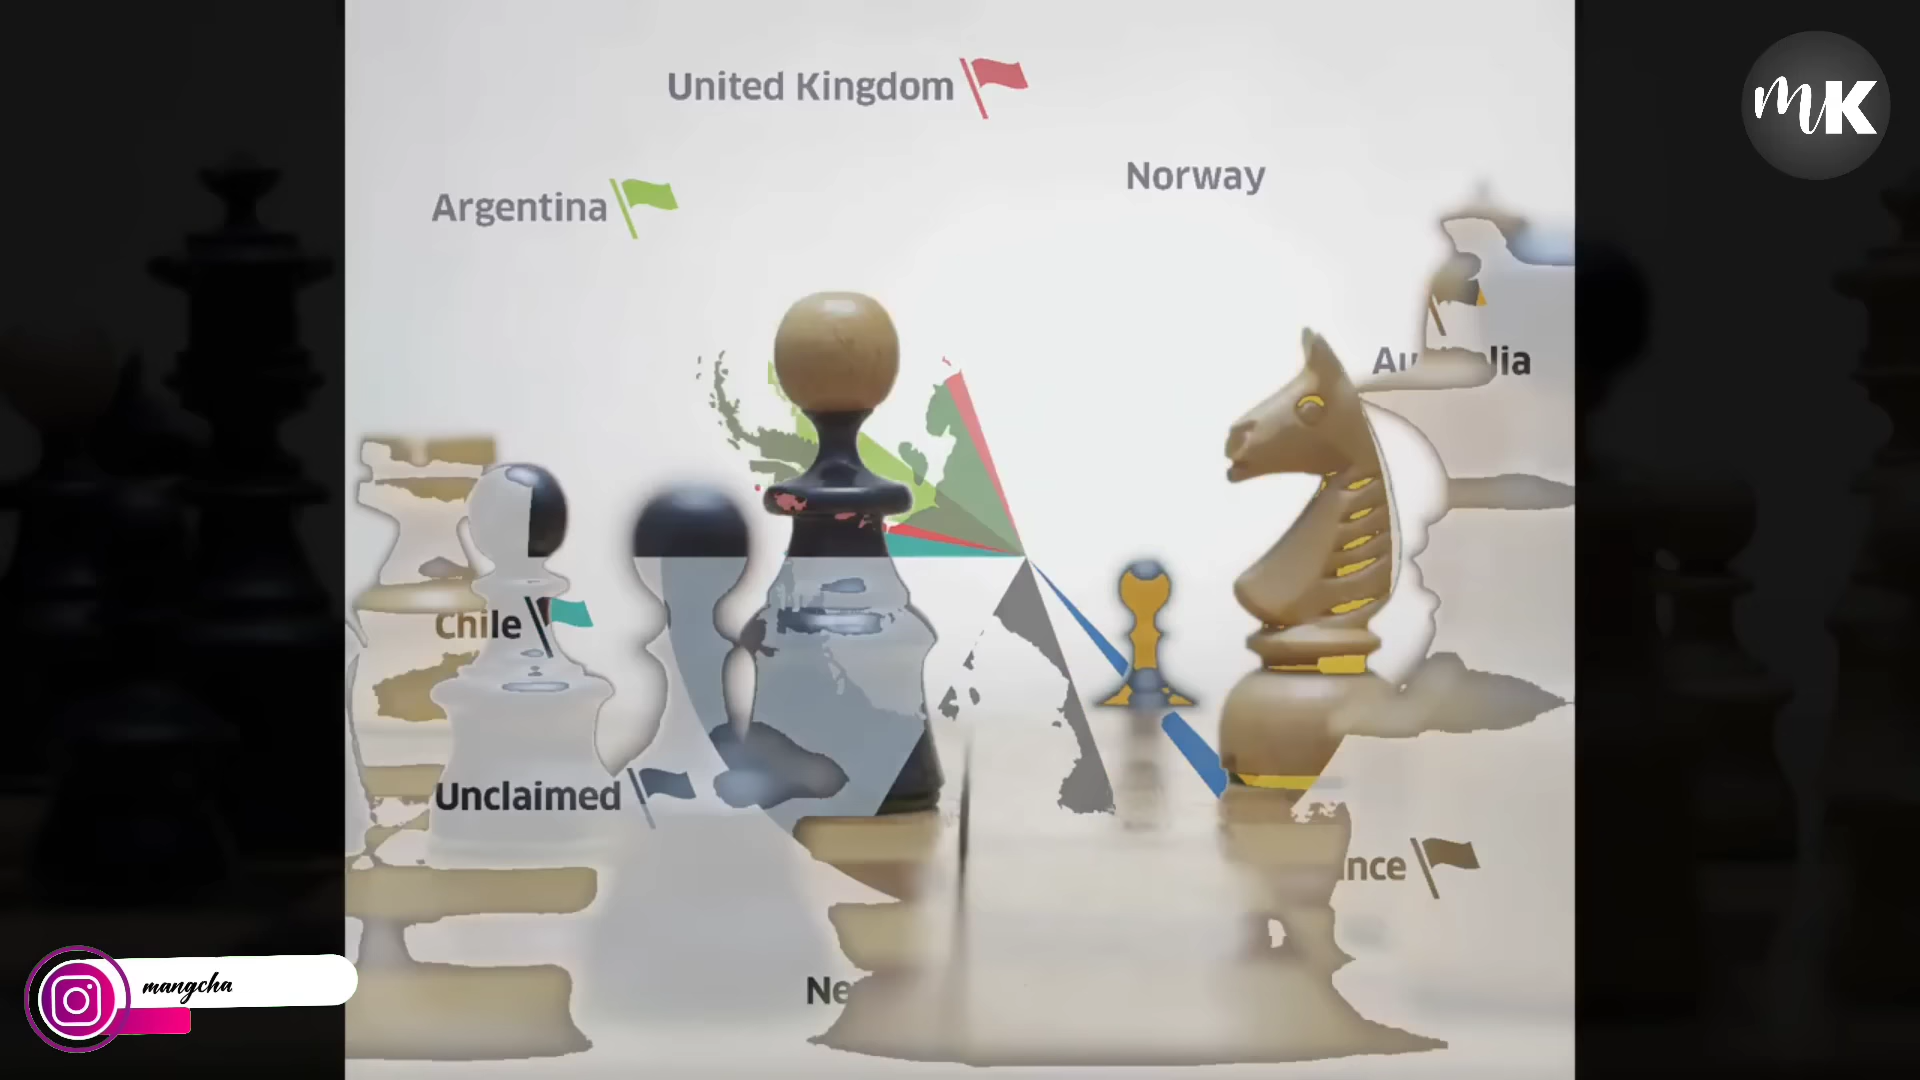 United Kingdom
MK
Norway
Argentina
Chile
Unclaimed
mangcha